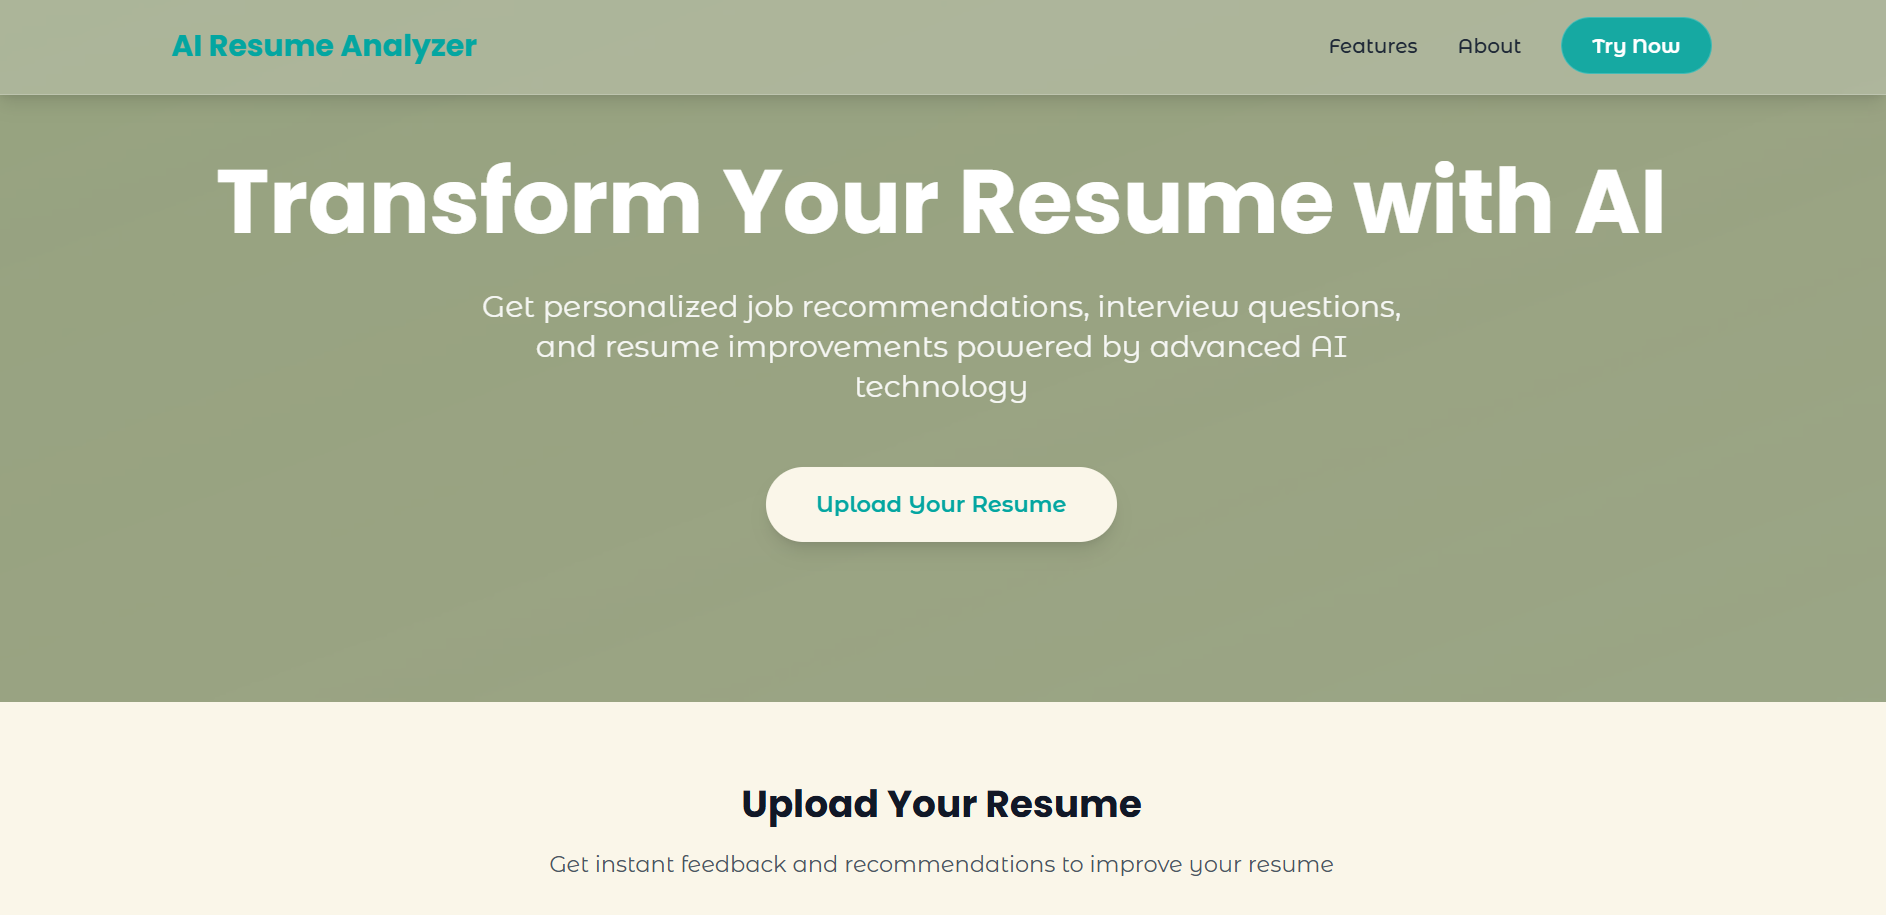 AI Resume Analyzer
Features
About
Try Now
Transform Your Resume with AI
Get personalized job recommendations, interview questions,
and resume improvements powered by advanced AI
technology
Upload Your Resume
Upload Your Resume
Get instant feedback and recommendations to improve your resume